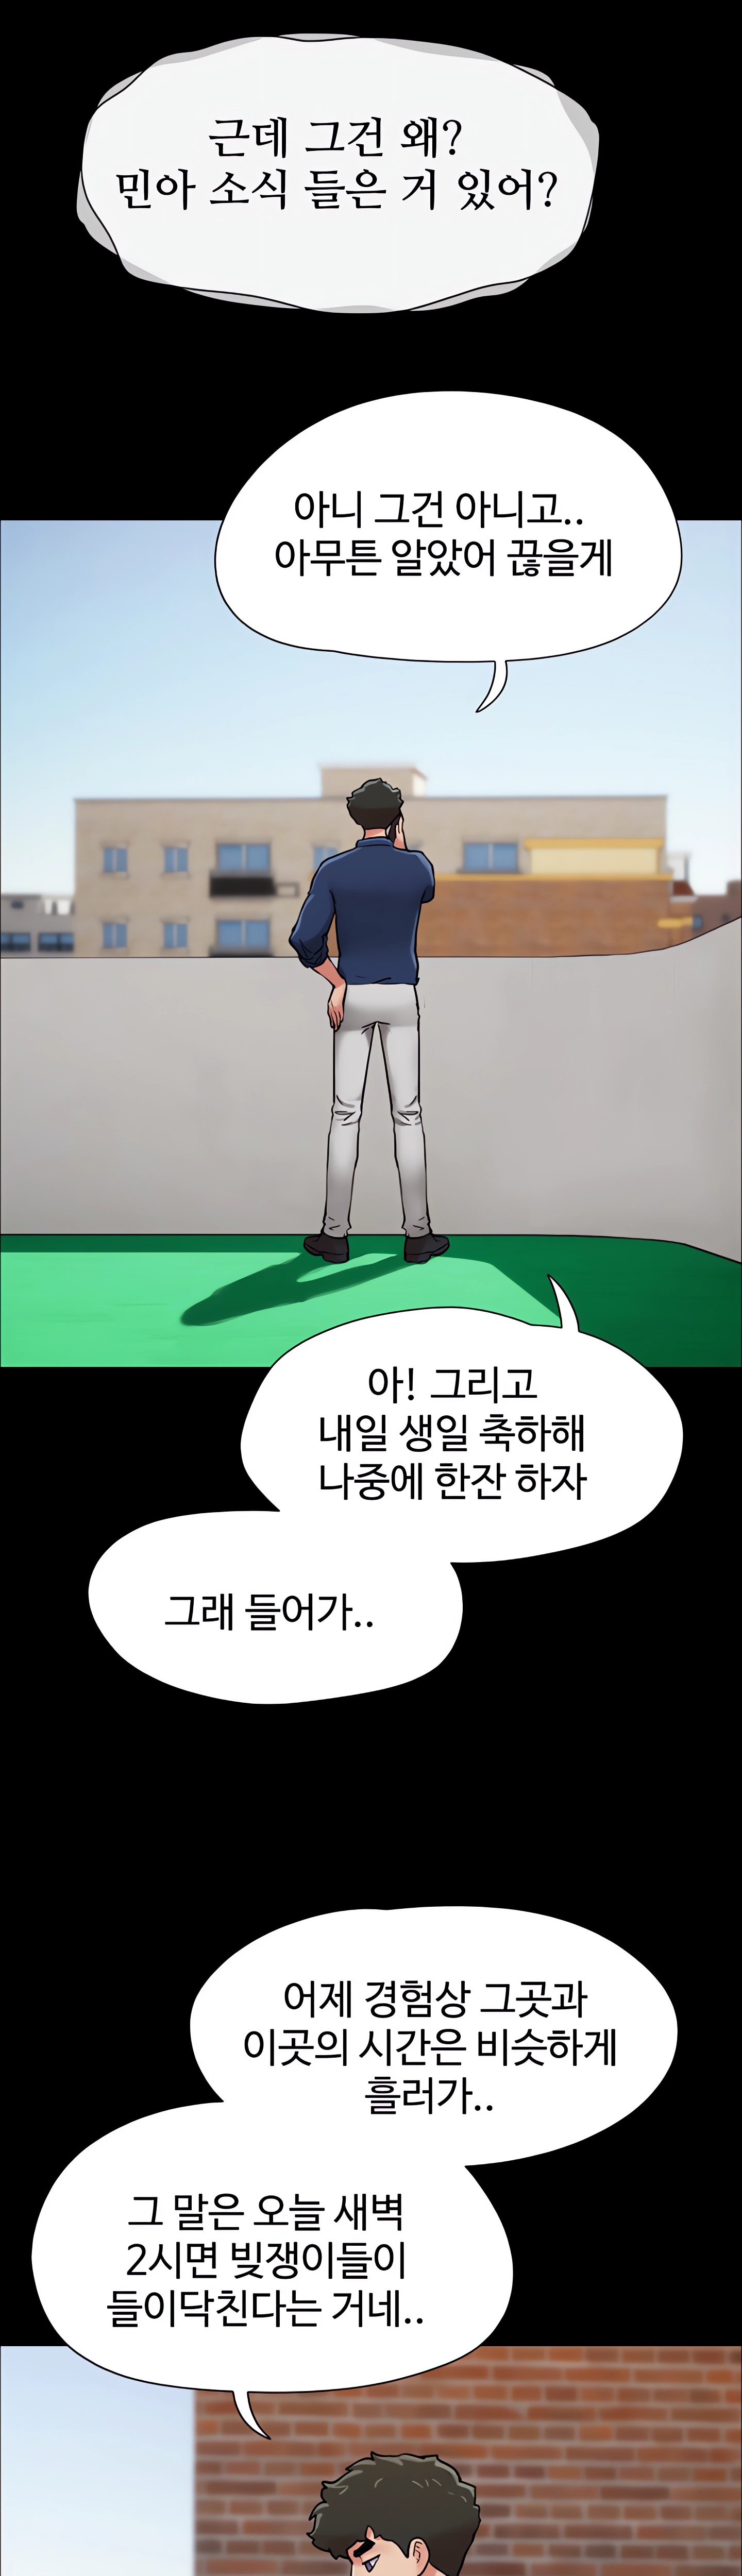 근데 그건 왜?
민아 소식 들은 거 있어?
아니 그건 아니고..
아무튼 알았어 끊을게
아! 그리고
내일 생일 축하해
나중에 한잔 하자
그래 들어가..
어제 경험상 그곳과
이곳의 시간은 비슷하게
흘러가..
그 말은 오늘 새벽
2시면 빚쟁이들이
들이닥친다는 거네..